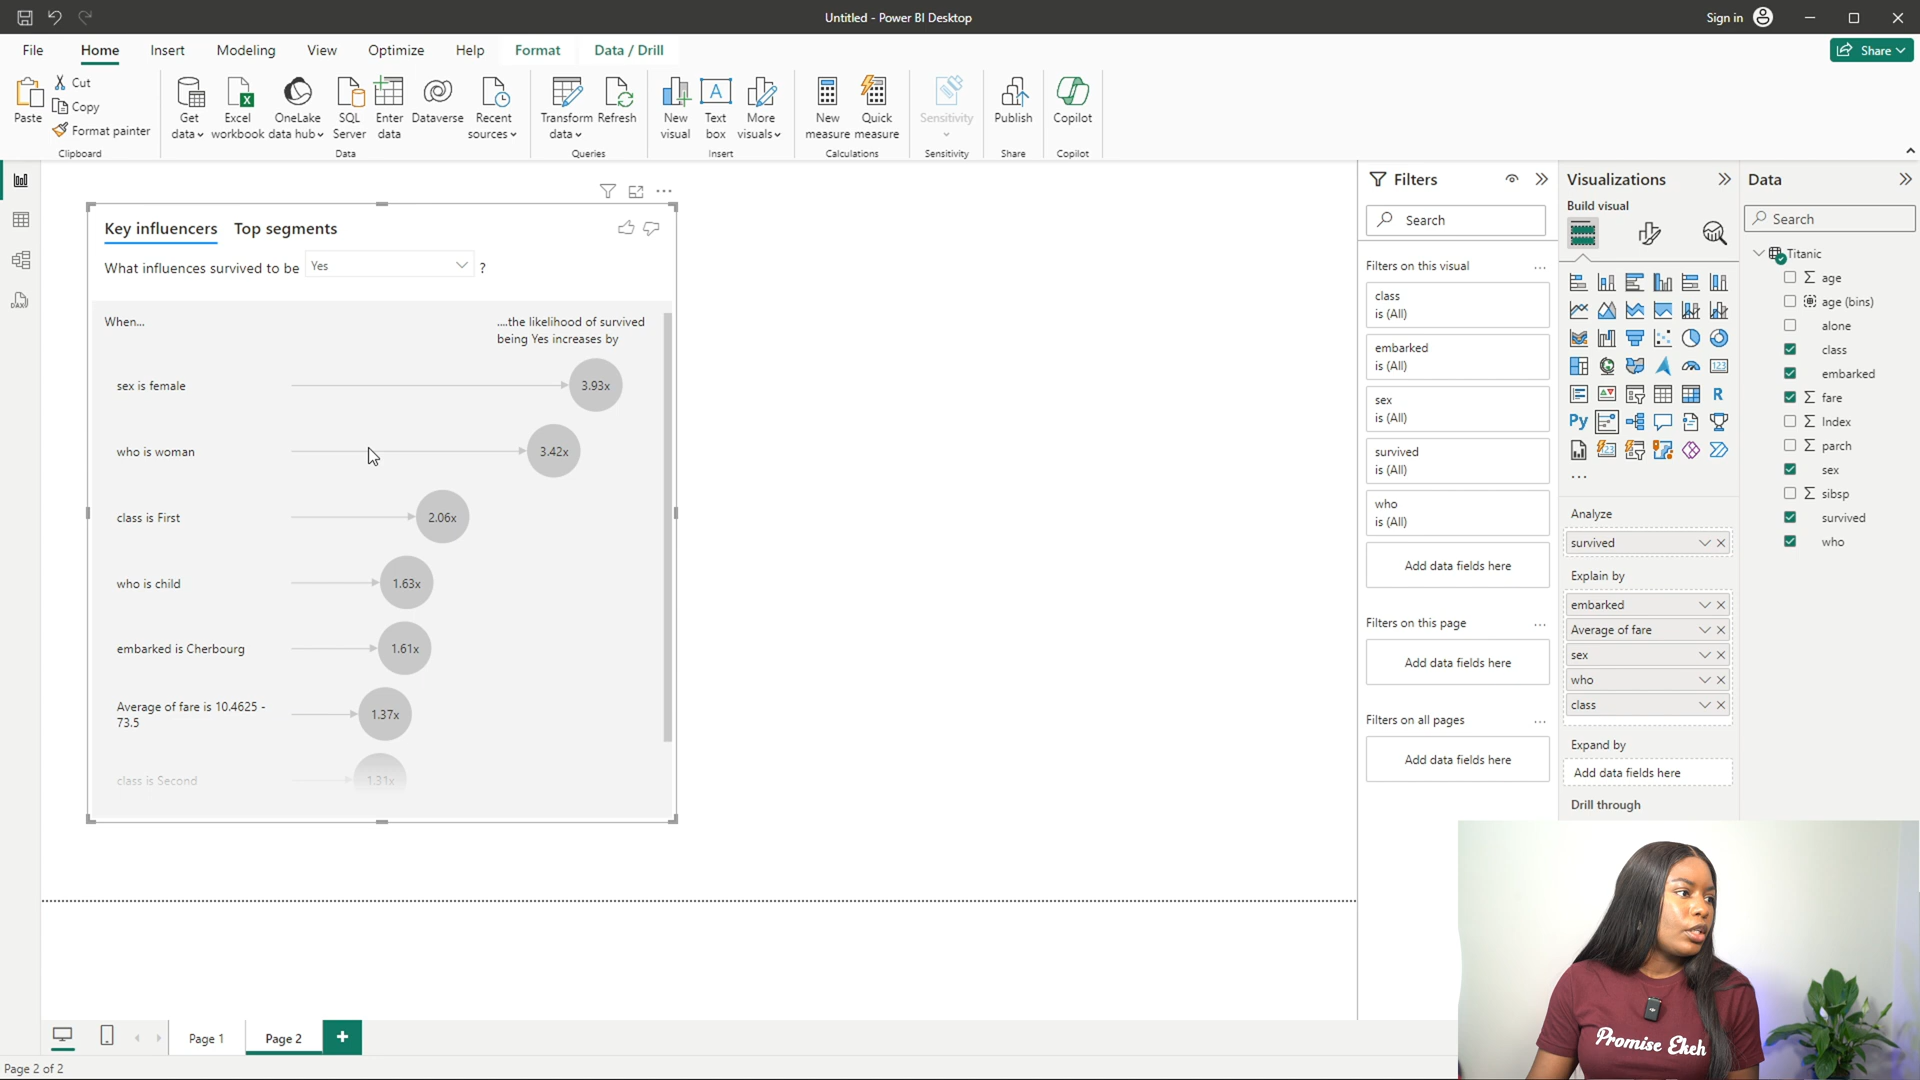 Untitled - Power BI Desktop
Sign in
File
Home
Insert
Modeling
View
Optimize
Help
Format
Data / Drill
Share
Paste
Cut
Copy
Format painter
Clipboard
Get data
Excel workbook
OneLake data hub
SQL Server
Enter data
Dataverse
Recent sources
Data
Transform data
Refresh
Queries
New visual
Text box
More visuals
Insert
New measure
Quick measure
Calculations
Sensitivity
Sensitivity
Publish
Share
Copilot
Copilot
Key influencers
Top segments
What influences survived to be
Yes
?
When...
....the likelihood of survived
being Yes increases by
sex is female
3.93x
who is woman
3.42x
class is First
2.06x
who is child
1.63x
embarked is Cherbourg
1.61x
Average of fare is 10.4625 -
73.5
1.37x
class is Second
1.31x
Filters
Search
Filters on this visual
class
is (All)
embarked
is (All)
sex
is (All)
survived
is (All)
who
is (All)
Add data fields here
Filters on this page
Add data fields here
Filters on all pages
Add data fields here
Visualizations
Build visual
R
Py
123
Analyze
survived
Explain by
embarked
Average of fare
sex
who
class
Expand by
Add data fields here
Drill through
Data
Search
Titanic
age
age (bins)
alone
class
embarked
fare
Index
parch
sex
sibsp
survived
who
DAX
Page 1
Page 2
Page 2 of 2
Promise Ekeh